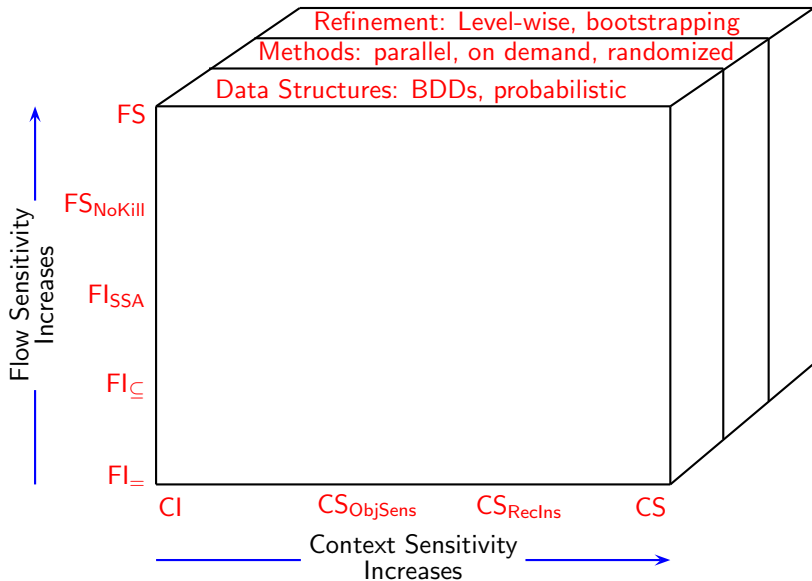 Refinement: Level-wise, bootstrapping
Methods: parallel, on demand, randomized
Data Structures: BDDs, probabilistic
FS
FS_NoKill
FI_SSA
FI_⊆
FI_=
Flow Sensitivity
Increases
CI
CS_ObjSens
CS_RecIns
CS
Context Sensitivity
Increases